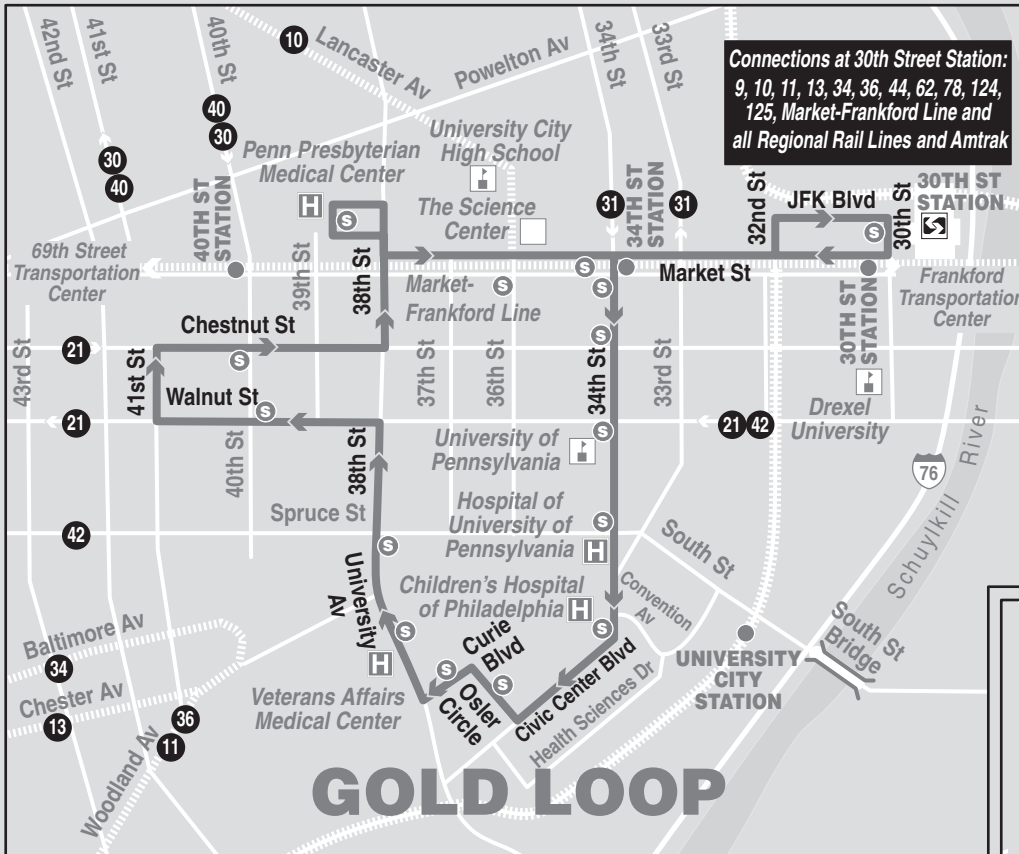 42nd St
41st St
40th St
10
Lancaster Av
Powelton Av
34th St
33rd St
Connections at 30th Street Station:
9, 10, 11, 13, 34, 36, 44, 62, 78, 124,
125, Market-Frankford Line and
all Regional Rail Lines and Amtrak
40
30
30
40
Penn Presbyterian
Medical Center
H
S
University City
High School
The Science
Center
31
34TH ST
STATION
31
32nd St
JFK Blvd
30th St
30TH ST
STATION
S
S
69th Street
Transportation
Center
40TH ST
STATION
39th St
38th St
Market-
Frankford Line
S
S
S
Market St
30TH ST
STATION
Frankford
Transportation
Center
43rd St
21
41st St
Chestnut St
S
37th St
36th St
S
34th St
33rd St
Walnut St
S
21
40th St
38th St
University of
Pennsylvania
S
21
42
Drexel
University
76
Schuylkill River
Spruce St
42
S
Hospital of
University of
Pennsylvania
H
S
South St
University
Av
Children's Hospital
of Philadelphia
H
S
Convention
Av
Baltimore Av
34
Chester Av
13
H
S
Veterans Affairs
Medical Center
Curie
Blvd
S
S
Osler
Circle
Civic Center Blvd
Health Sciences Dr
UNIVERSITY
CITY
STATION
South St
Bridge
36
11
Woodland Av
GOLD LOOP